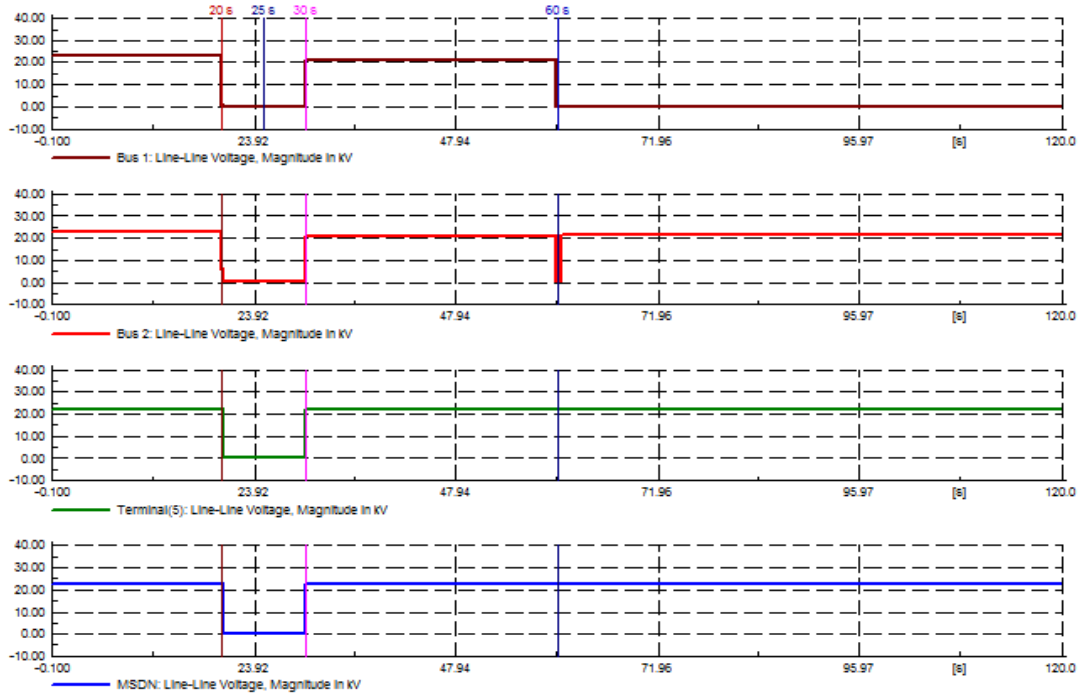 20 s 25 s 30 s 60 s
40.00
30.00
20.00
10.00
0.00
-10.00
-0.100 23.92 47.94 71.96 95.97 [s] 120.0
Bus 1: Line-Line Voltage, Magnitude in kV
40.00
30.00
20.00
10.00
0.00
-10.00
-0.100 23.92 47.94 71.96 95.97 [s] 120.0
Bus 2: Line-Line Voltage, Magnitude in kV
40.00
30.00
20.00
10.00
0.00
-10.00
-0.100 23.92 47.94 71.96 95.97 [s] 120.0
Terminal(5): Line-Line Voltage, Magnitude in kV
40.00
30.00
20.00
10.00
0.00
-10.00
-0.100 23.92 47.94 71.96 95.97 [s] 120.0
MSDN: Line-Line Voltage, Magnitude in kV